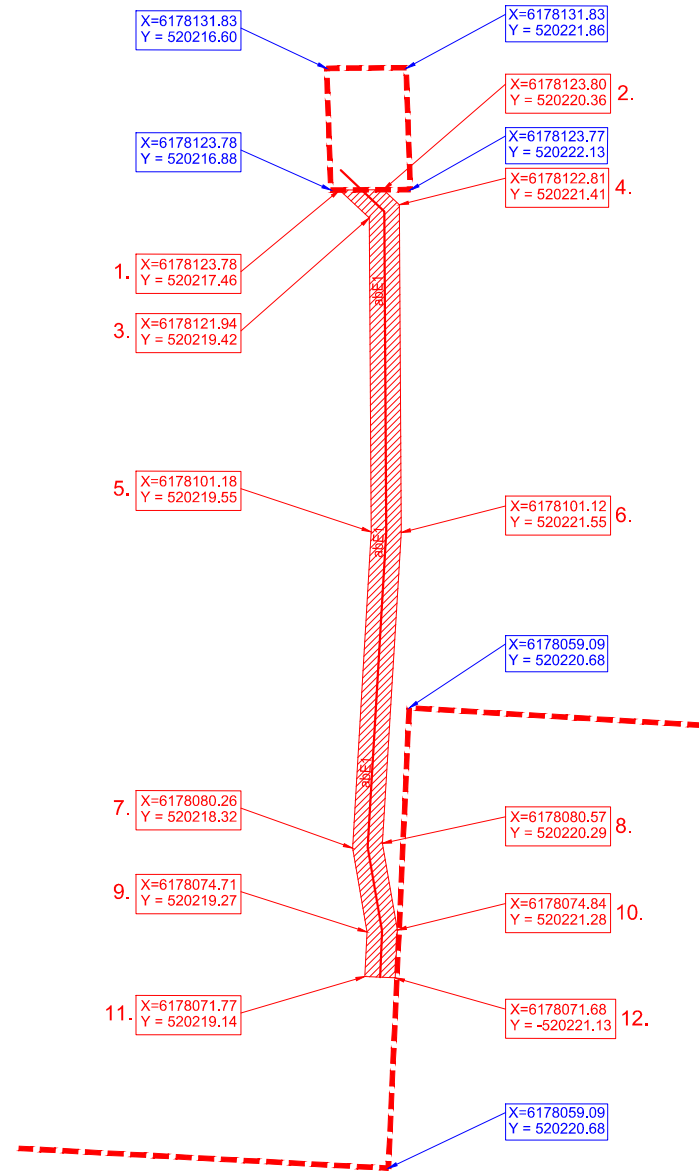 X=6178131.83
Y = 520216.60
X=6178131.83
Y = 520221.86
X=6178123.80
Y = 520220.36
2.
X=6178123.78
Y = 520216.88
X=6178123.77
Y = 520222.13
X=6178122.81
Y = 520221.41
4.
1.
X=6178123.78
Y = 520217.46
abE1
3.
X=6178121.94
Y = 520219.42
5.
X=6178101.18
Y = 520219.55
X=6178101.12
Y = 520221.55
6.
abE1
X=6178059.09
Y = 520220.68
abE1
7.
X=6178080.26
Y = 520218.32
X=6178080.57
Y = 520220.29
8.
9.
X=6178074.71
Y = 520219.27
X=6178074.84
Y = 520221.28
10.
11.
X=6178071.77
Y = 520219.14
X=6178071.68
Y = -520221.13
12.
X=6178059.09
Y = 520220.68